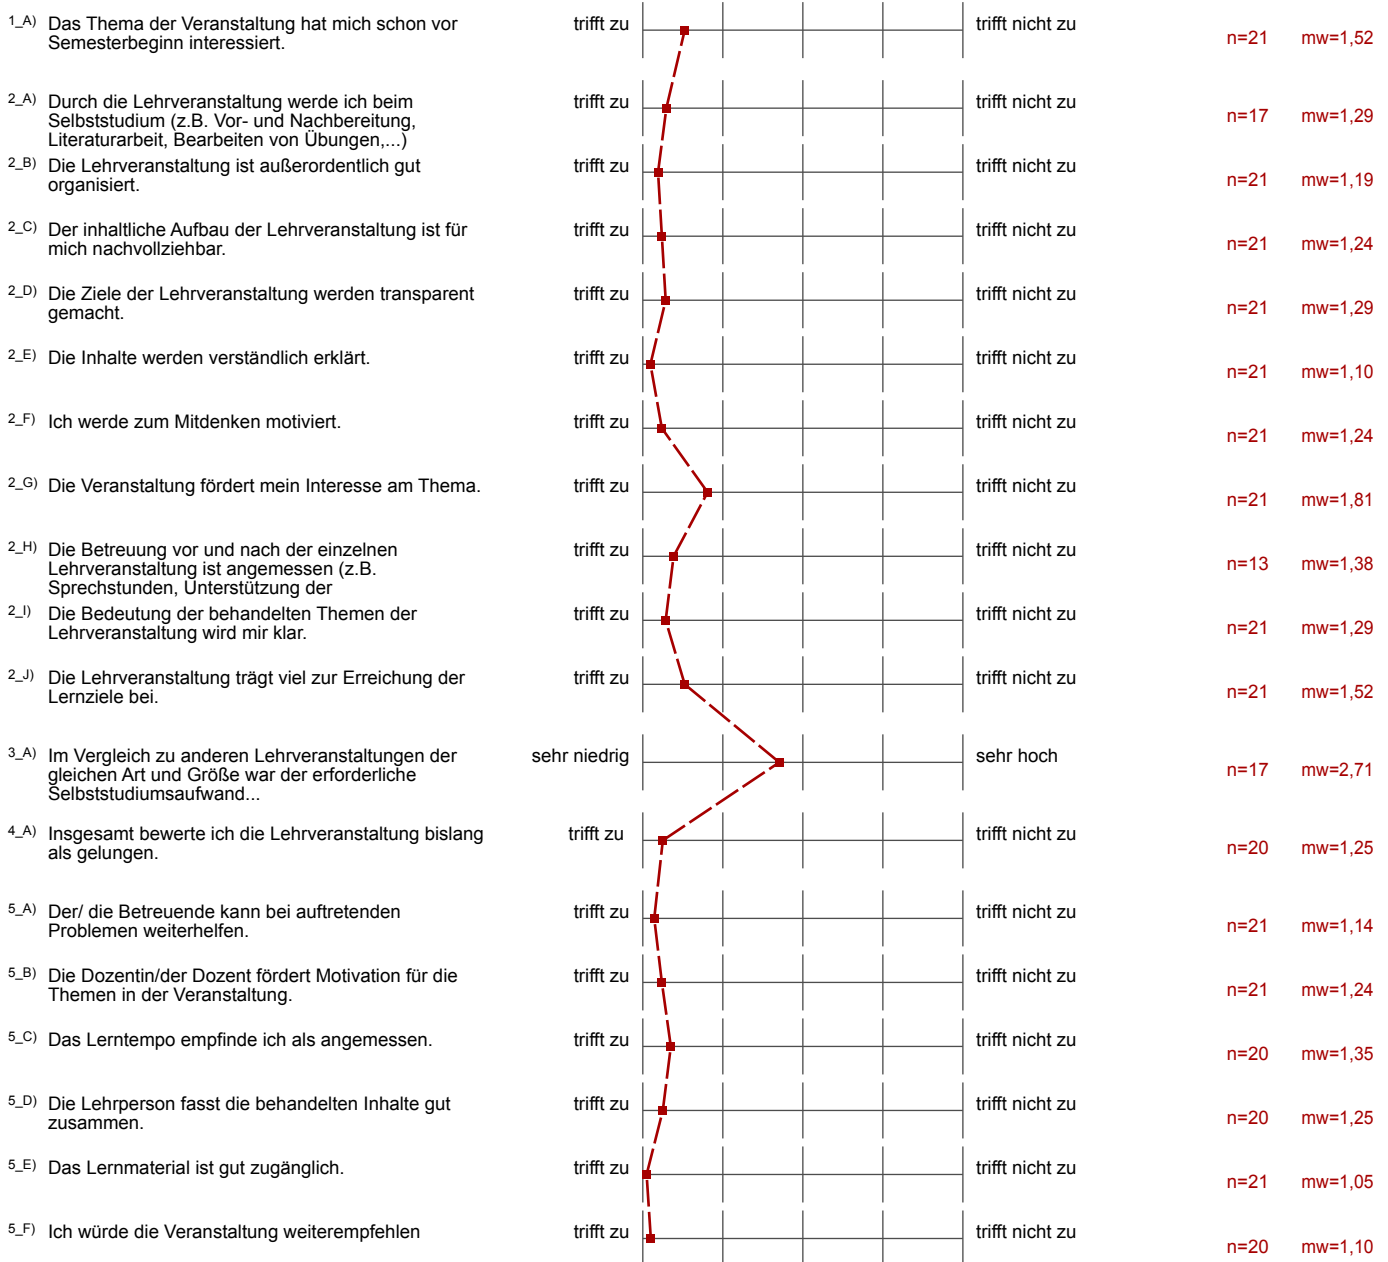 1_A) Das Thema der Veranstaltung hat mich schon vor
Semesterbeginn interessiert.
trifft zu
trifft nicht zu
n=21 mw=1,52
2_A) Durch die Lehrveranstaltung werde ich beim
Selbststudium (z.B. Vor- und Nachbereitung,
Literaturarbeit, Bearbeiten von Übungen,...)
trifft zu
trifft nicht zu
n=17 mw=1,29
2_B) Die Lehrveranstaltung ist außerordentlich gut
organisiert.
trifft zu
trifft nicht zu
n=21 mw=1,19
2_C) Der inhaltliche Aufbau der Lehrveranstaltung ist für
mich nachvollziehbar.
trifft zu
trifft nicht zu
n=21 mw=1,24
2_D) Die Ziele der Lehrveranstaltung werden transparent
gemacht.
trifft zu
trifft nicht zu
n=21 mw=1,29
2_E) Die Inhalte werden verständlich erklärt.
trifft zu
trifft nicht zu
n=21 mw=1,10
2_F) Ich werde zum Mitdenken motiviert.
trifft zu
trifft nicht zu
n=21 mw=1,24
2_G) Die Veranstaltung fördert mein Interesse am Thema.
trifft zu
trifft nicht zu
n=21 mw=1,81
2_H) Die Betreuung vor und nach der einzelnen
Lehrveranstaltung ist angemessen (z.B.
Sprechstunden, Unterstützung der
trifft zu
trifft nicht zu
n=13 mw=1,38
2_I) Die Bedeutung der behandelten Themen der
Lehrveranstaltung wird mir klar.
trifft zu
trifft nicht zu
n=21 mw=1,29
2_J) Die Lehrveranstaltung trägt viel zur Erreichung der
Lernziele bei.
trifft zu
trifft nicht zu
n=21 mw=1,52
3_A) Im Vergleich zu anderen Lehrveranstaltungen der
gleichen Art und Größe war der erforderliche
Selbststudiumsaufwand...
sehr niedrig
sehr hoch
n=17 mw=2,71
4_A) Insgesamt bewerte ich die Lehrveranstaltung bislang
als gelungen.
trifft zu
trifft nicht zu
n=20 mw=1,25
5_A) Der/ die Betreuende kann bei auftretenden
Problemen weiterhelfen.
trifft zu
trifft nicht zu
n=21 mw=1,14
5_B) Die Dozentin/der Dozent fördert Motivation für die
Themen in der Veranstaltung.
trifft zu
trifft nicht zu
n=21 mw=1,24
5_C) Das Lerntempo empfinde ich als angemessen.
trifft zu
trifft nicht zu
n=20 mw=1,35
5_D) Die Lehrperson fasst die behandelten Inhalte gut
zusammen.
trifft zu
trifft nicht zu
n=20 mw=1,25
5_E) Das Lernmaterial ist gut zugänglich.
trifft zu
trifft nicht zu
n=21 mw=1,05
5_F) Ich würde die Veranstaltung weiterempfehlen
trifft zu
trifft nicht zu
n=20 mw=1,10